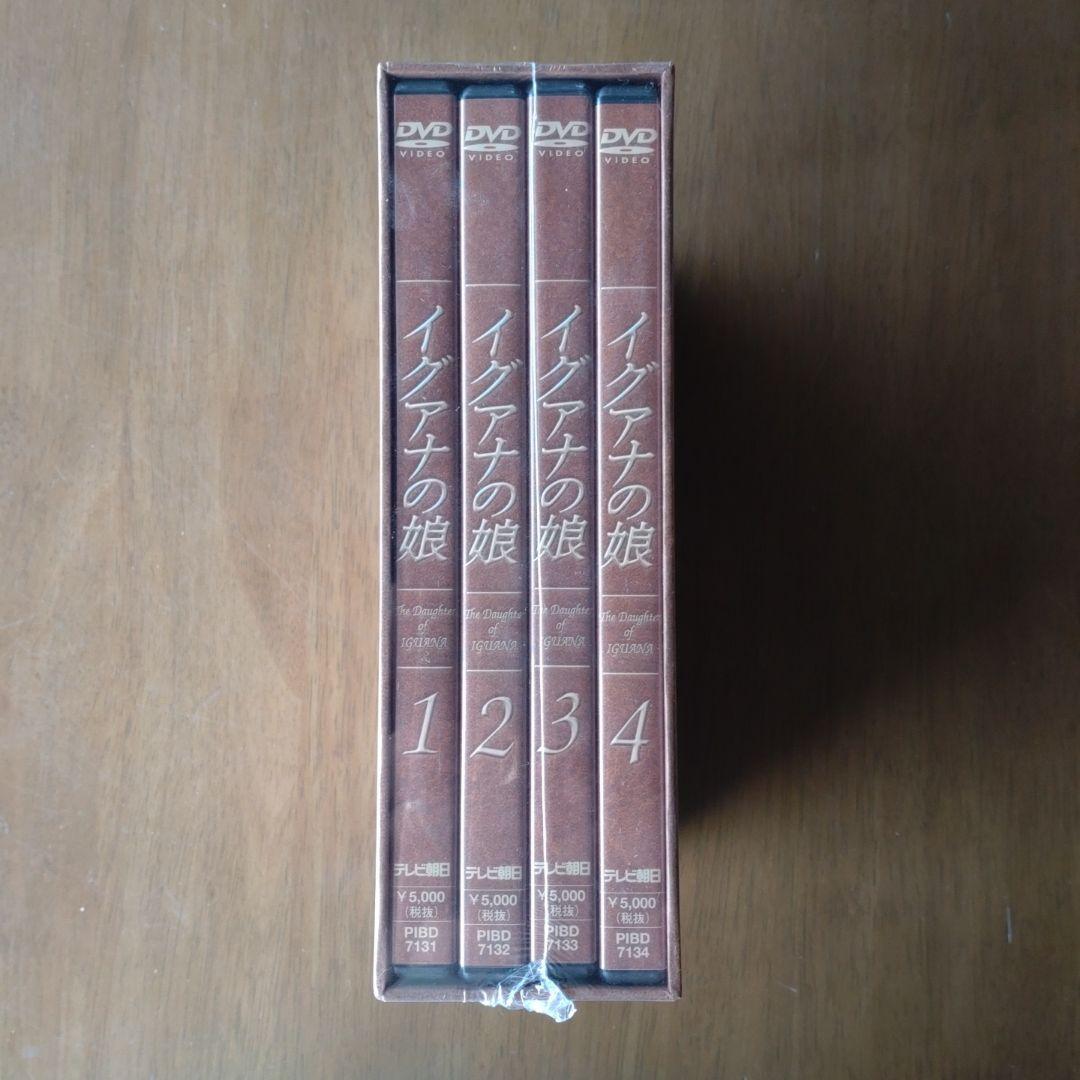 DVD
VIDEO
イグアナの娘
The Daughter
of
IGUANA
1
テレビ朝日
¥5,000
(税抜)
PIBD
7131
DVD
VIDEO
イグアナの娘
The Daughter
of
IGUANA
2
テレビ朝日
¥5,000
(税抜)
PIBD
7132
DVD
VIDEO
イグアナの娘
The Daughter
of
IGUANA
3
テレビ朝日
¥5,000
(税抜)
PIBD
7133
DVD
VIDEO
イグアナの娘
The Daughter
of
IGUANA
4
テレビ朝日
¥5,000
(税抜)
PIBD
7134